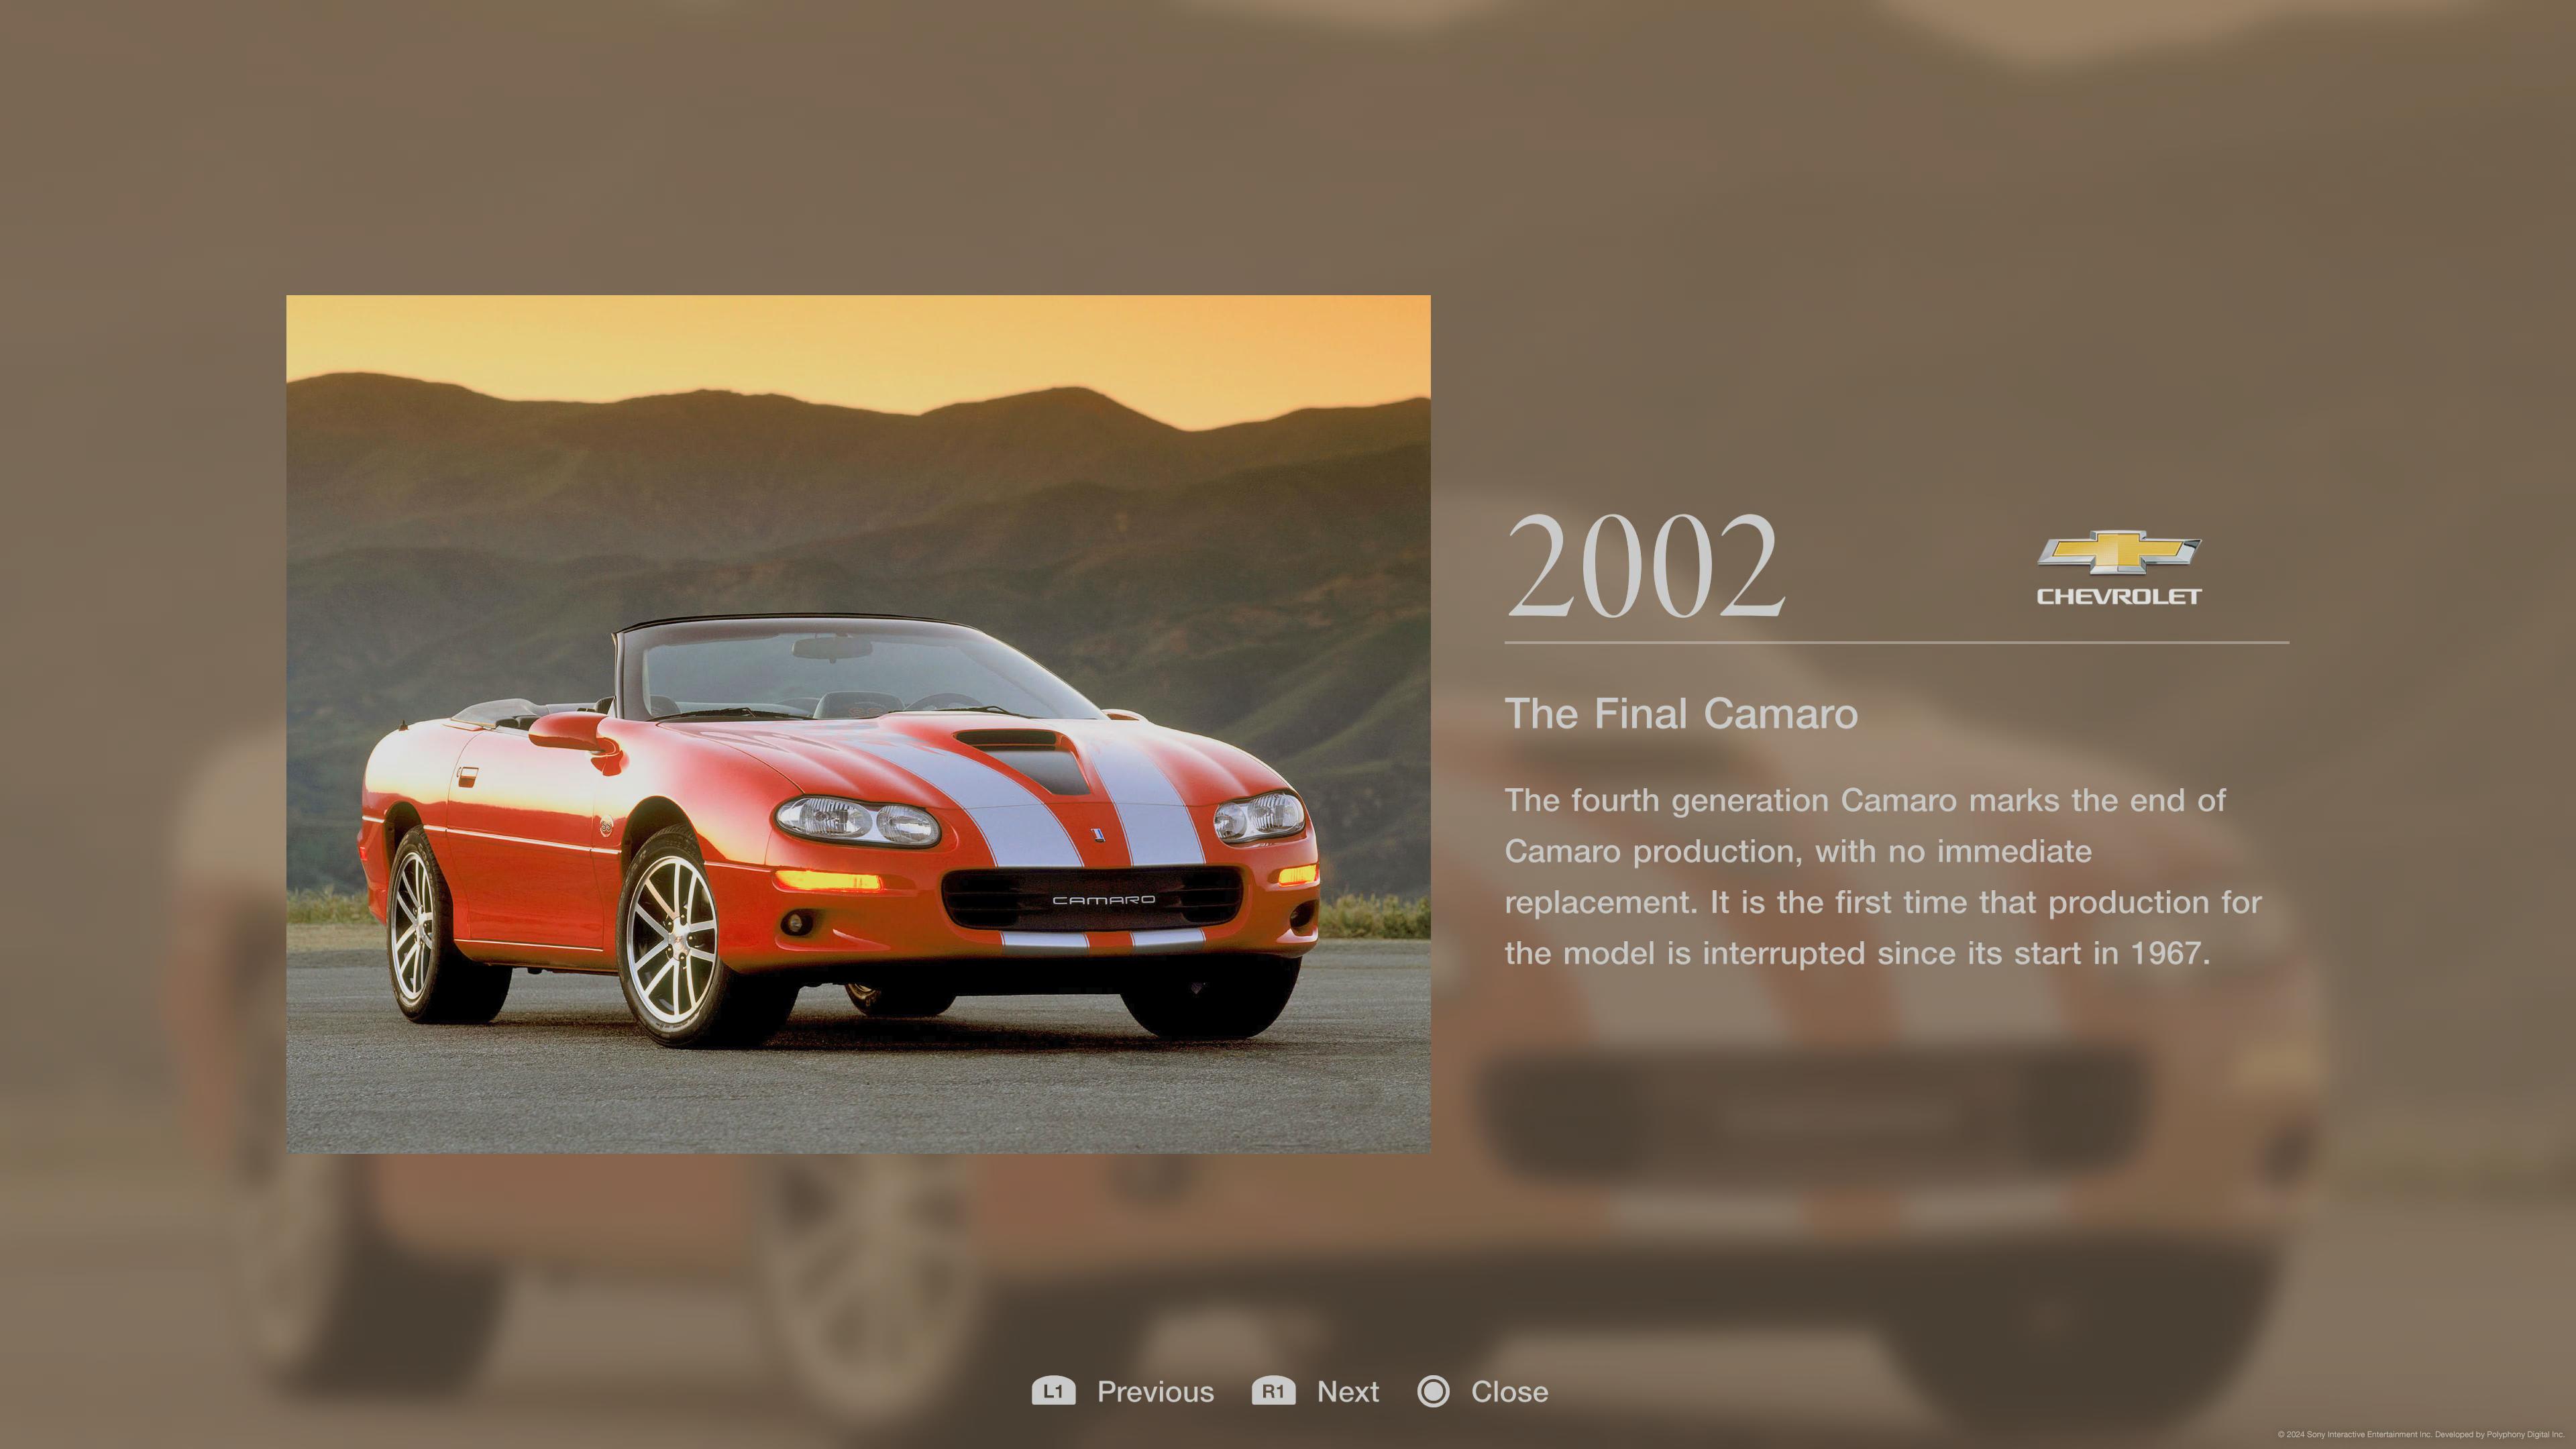 2002
CHEVROLET
The Final Camaro
The fourth generation Camaro marks the end of
Camaro production, with no immediate
replacement. It is the first time that production for
the model is interrupted since its start in 1967.
CAMARO
L1 Previous R1 Next Close
© 2024 Sony Interactive Entertainment Inc. Developed by Polyphony Digital Inc.